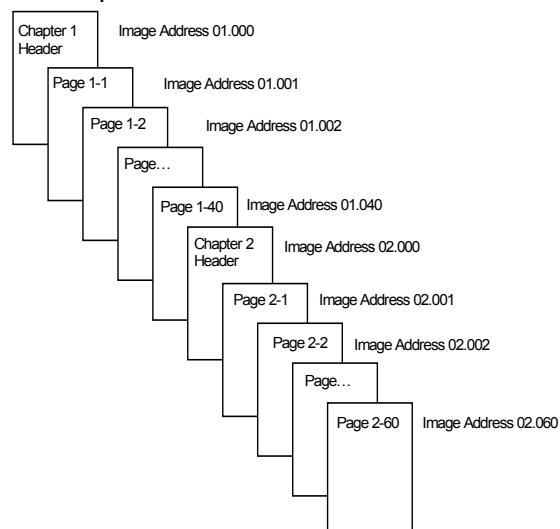 Chapter 1
Header
Image Address 01.000
Page 1-1
Image Address 01.001
Page 1-2
Image Address 01.002
Page…
Page 1-40
Image Address 01.040
Chapter 2
Header
Image Address 02.000
Page 2-1
Image Address 02.001
Page 2-2
Image Address 02.002
Page…
Page 2-60
Image Address 02.060